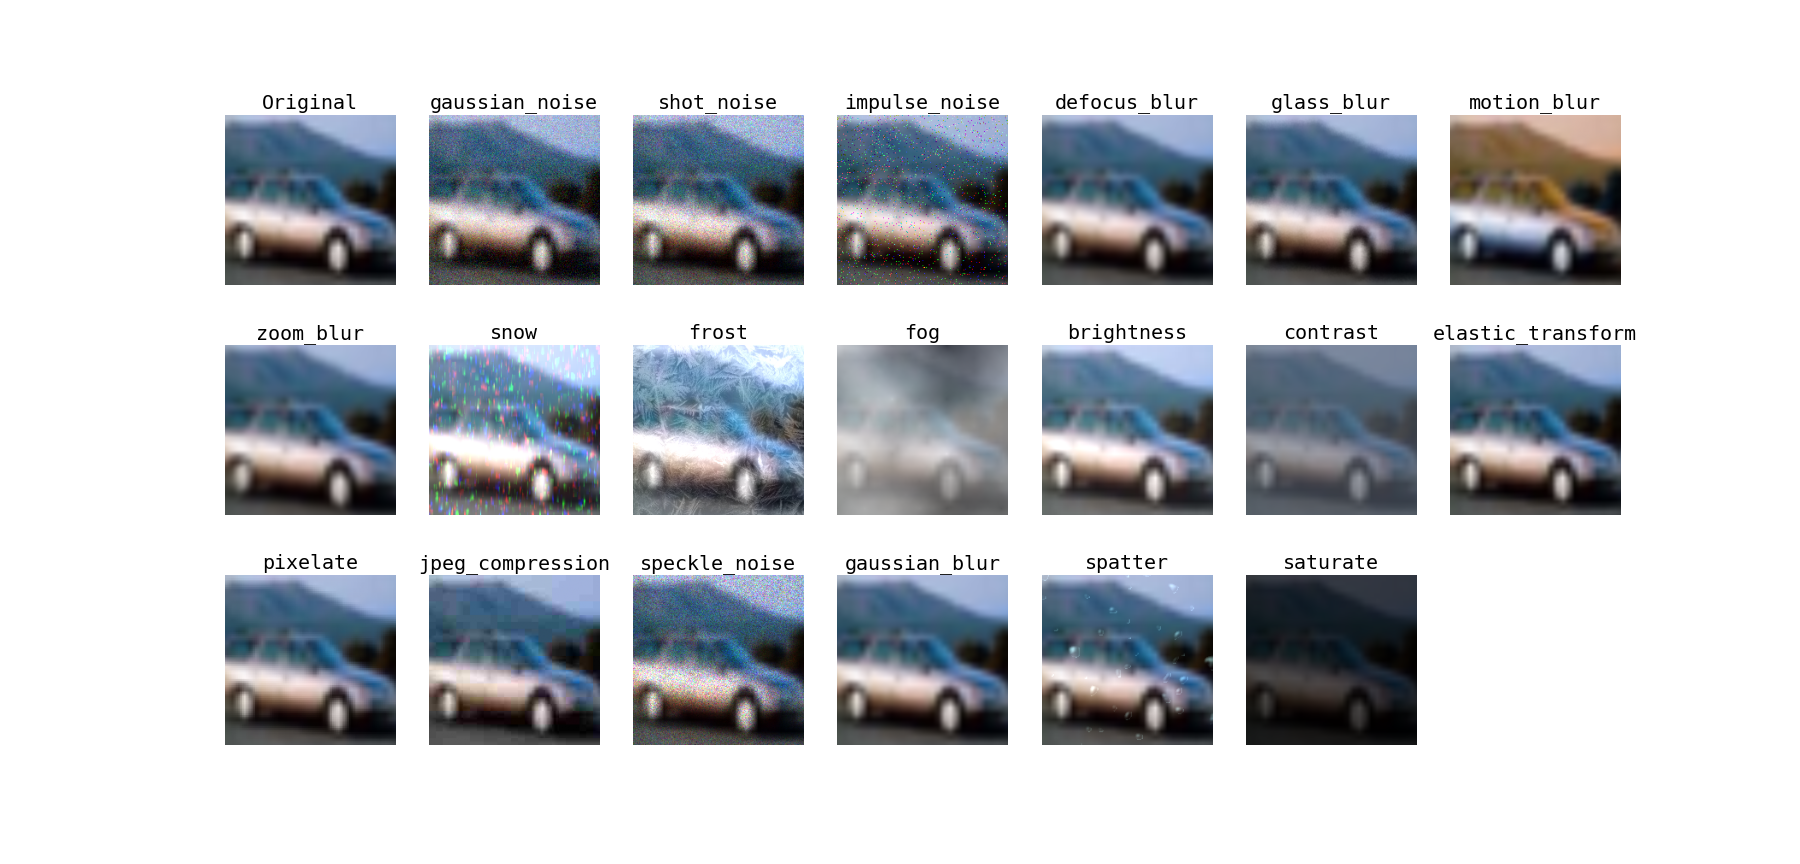 Original gaussian_noise shot_noise impulse_noise defocus_blur glass_blur motion_blur
zoom_blur snow frost fog brightness contrast elastic_transform
pixelate jpeg_compression speckle_noise gaussian_blur spatter saturate